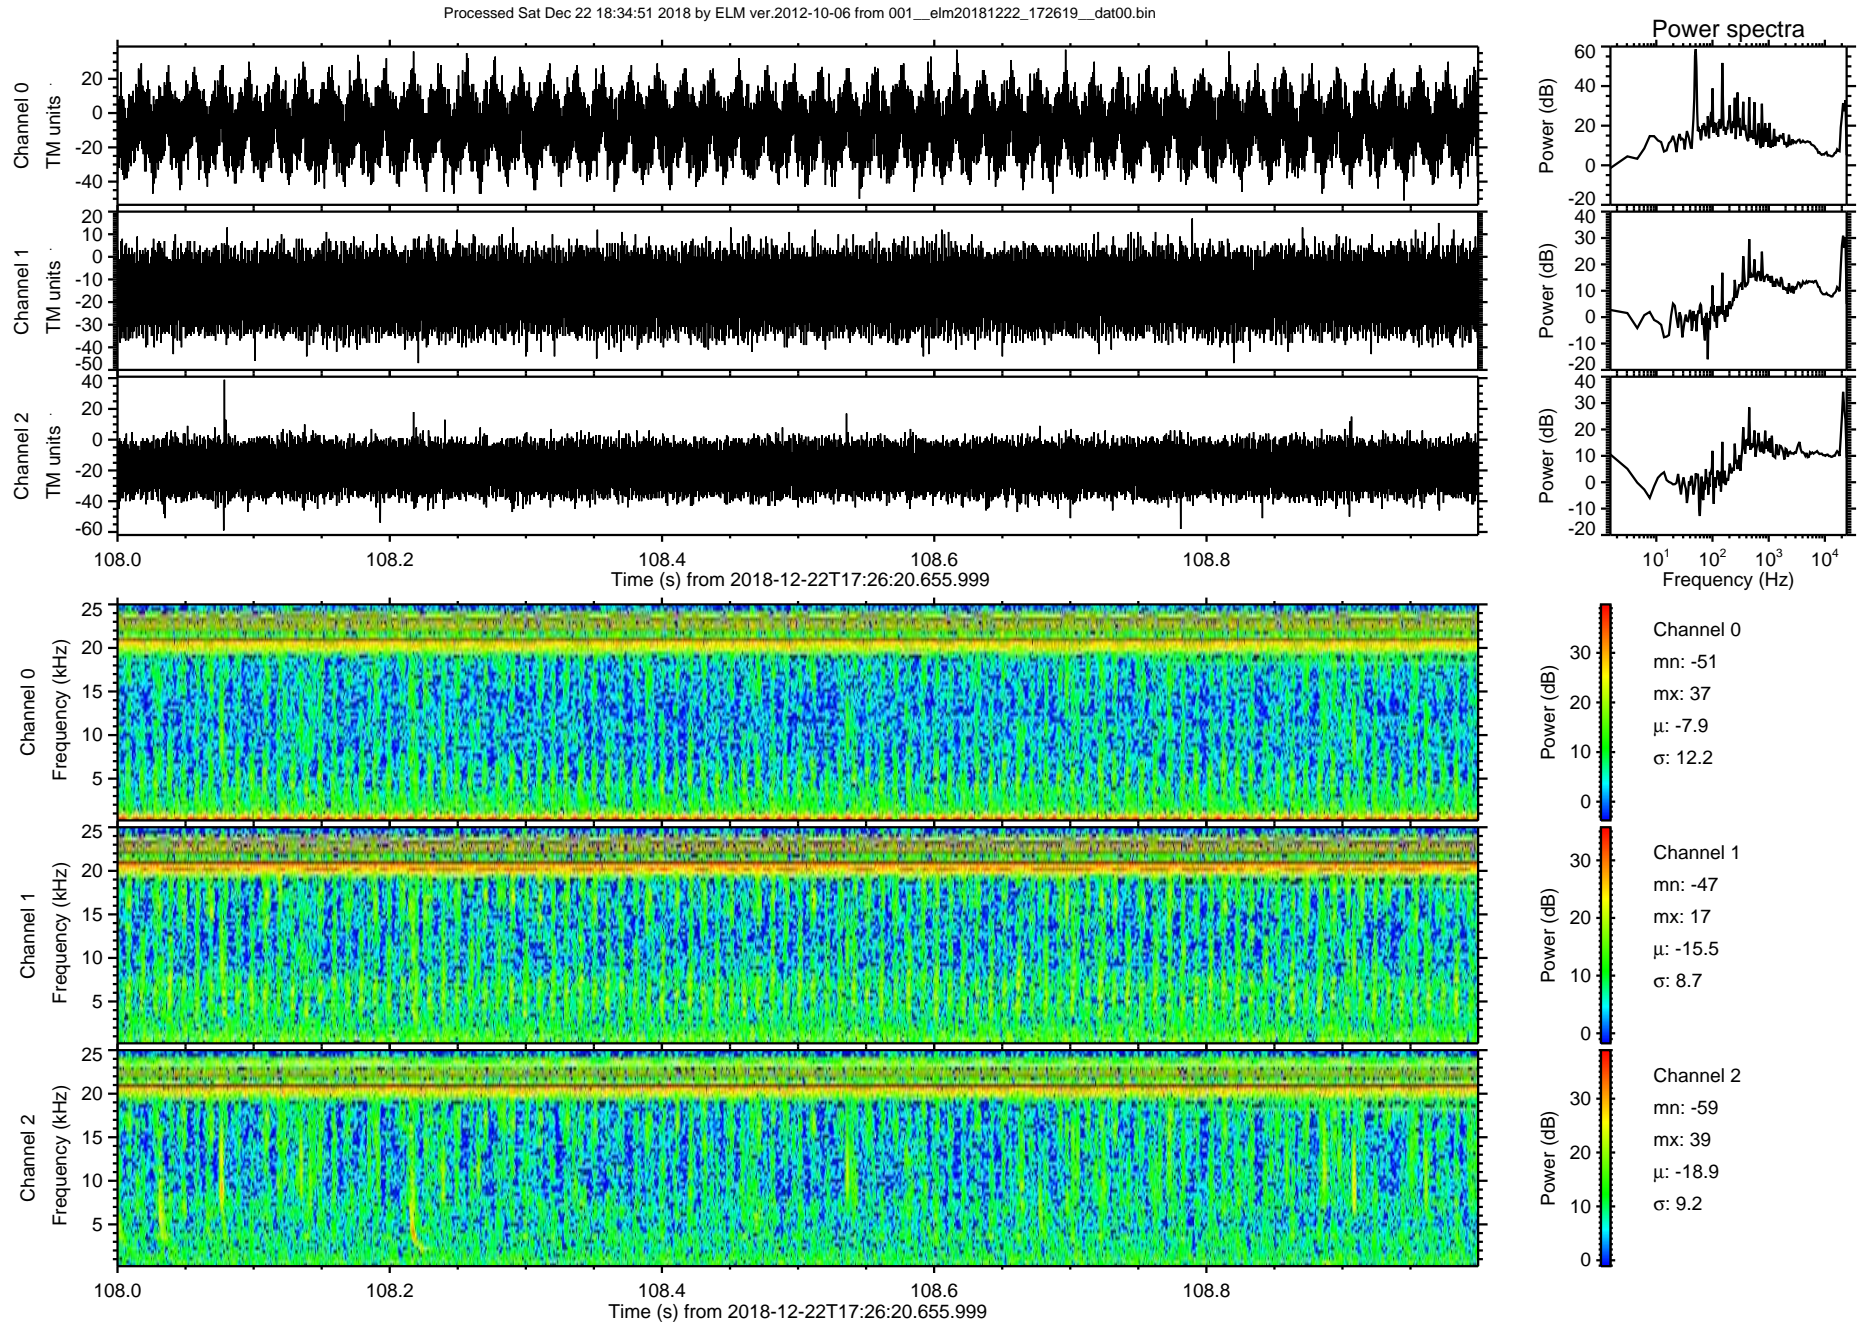 Processed Sat Dec 22 18:34:51 2018 by ELM ver.2012-10-06 from 001__elm20181222_172619__dat00.bin
Power spectra
Channel 0
TM units
20
0
-20
-40
Power (dB)
60
40
20
0
-20
Channel 1
TM units
20
10
0
-10
-20
-30
-40
-50
Power (dB)
40
30
20
10
0
-10
-20
Channel 2
TM units
40
20
0
-20
-40
-60
Power (dB)
40
30
20
10
0
-10
-20
108.0 108.2 108.4 108.6 108.8
Time (s) from 2018-12-22T17:26:20.655.999
10^1 10^2 10^3 10^4
Frequency (Hz)
Channel 0
Frequency (kHz)
25
20
15
10
5
Power (dB)
30
20
10
0
Channel 0
mn: -51
mx: 37
μ: -7.9
σ: 12.2
Channel 1
Frequency (kHz)
25
20
15
10
5
Power (dB)
30
20
10
0
Channel 1
mn: -47
mx: 17
μ: -15.5
σ: 8.7
Channel 2
Frequency (kHz)
25
20
15
10
5
Power (dB)
30
20
10
0
Channel 2
mn: -59
mx: 39
μ: -18.9
σ: 9.2
108.0 108.2 108.4 108.6 108.8
Time (s) from 2018-12-22T17:26:20.655.999